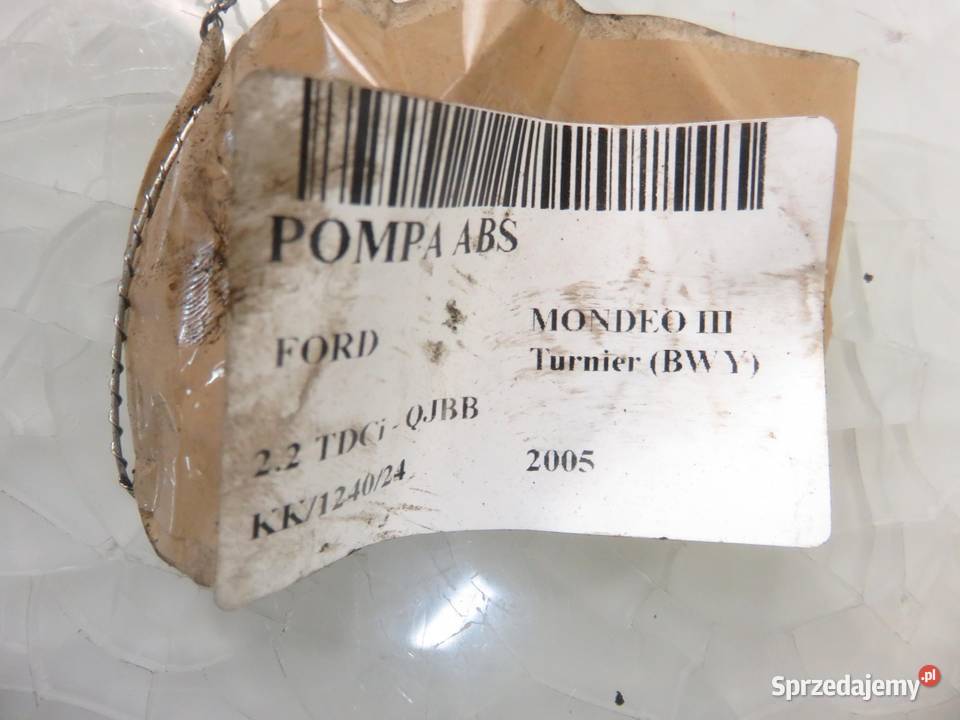 POMPA ABS
FORD
MONDEO III
Turnier (BWY)
2.2 TDCi - QJBB
2005
KK/1240/24
Sprzedajemy.pl